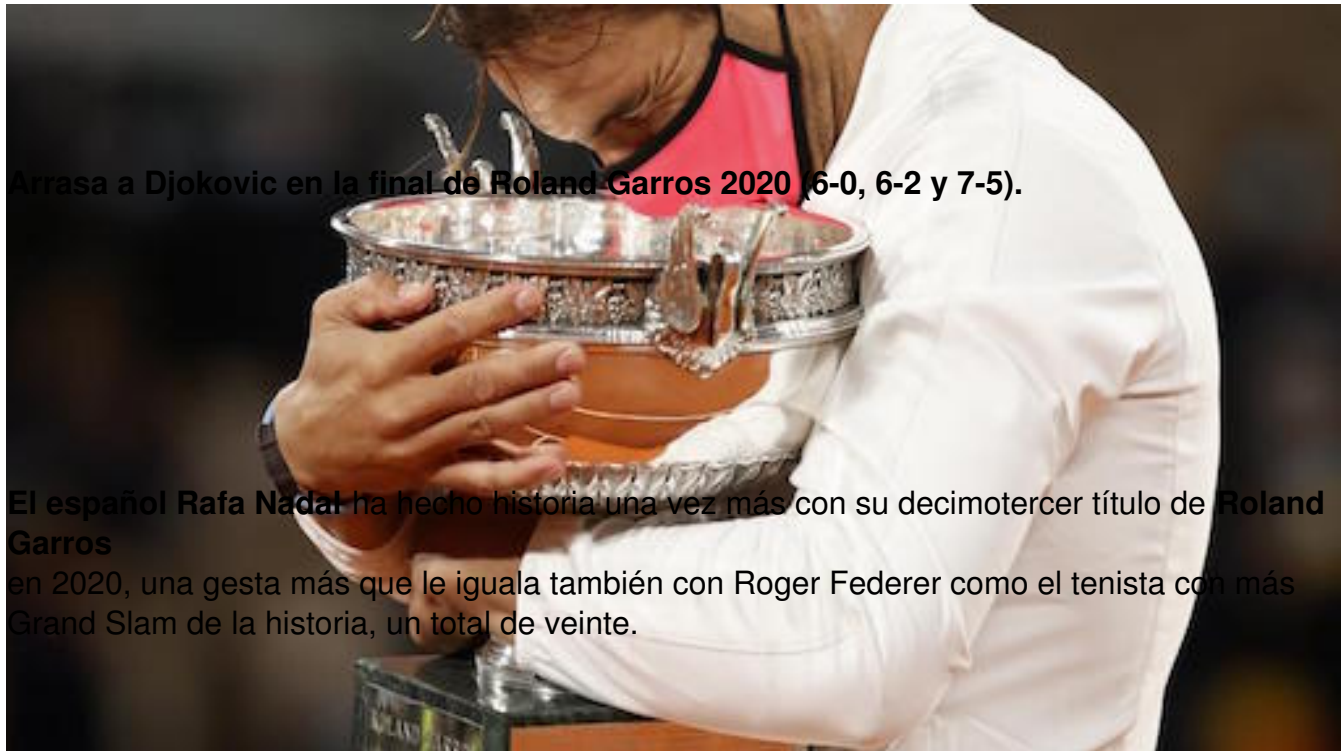 Arrasa a Djokovic en la final de Roland Garros 2020 (6-0, 6-2 y 7-5).
El español Rafa Nadal ha hecho historia una vez más con su decimotercer título de Roland
Garros
en 2020, una gesta más que le iguala también con Roger Federer como el tenista con más
Grand Slam de la historia, un total de veinte.
ROLAND